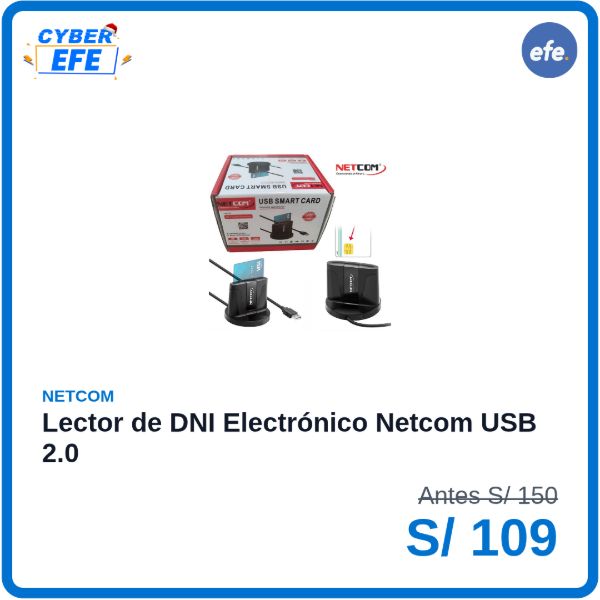 CYBER
EFE
efe.
NETCOM
USB SMART CARD
NETCOM
NETCOM
Lector de DNI Electrónico Netcom USB
2.0
Antes S/ 150
S/ 109